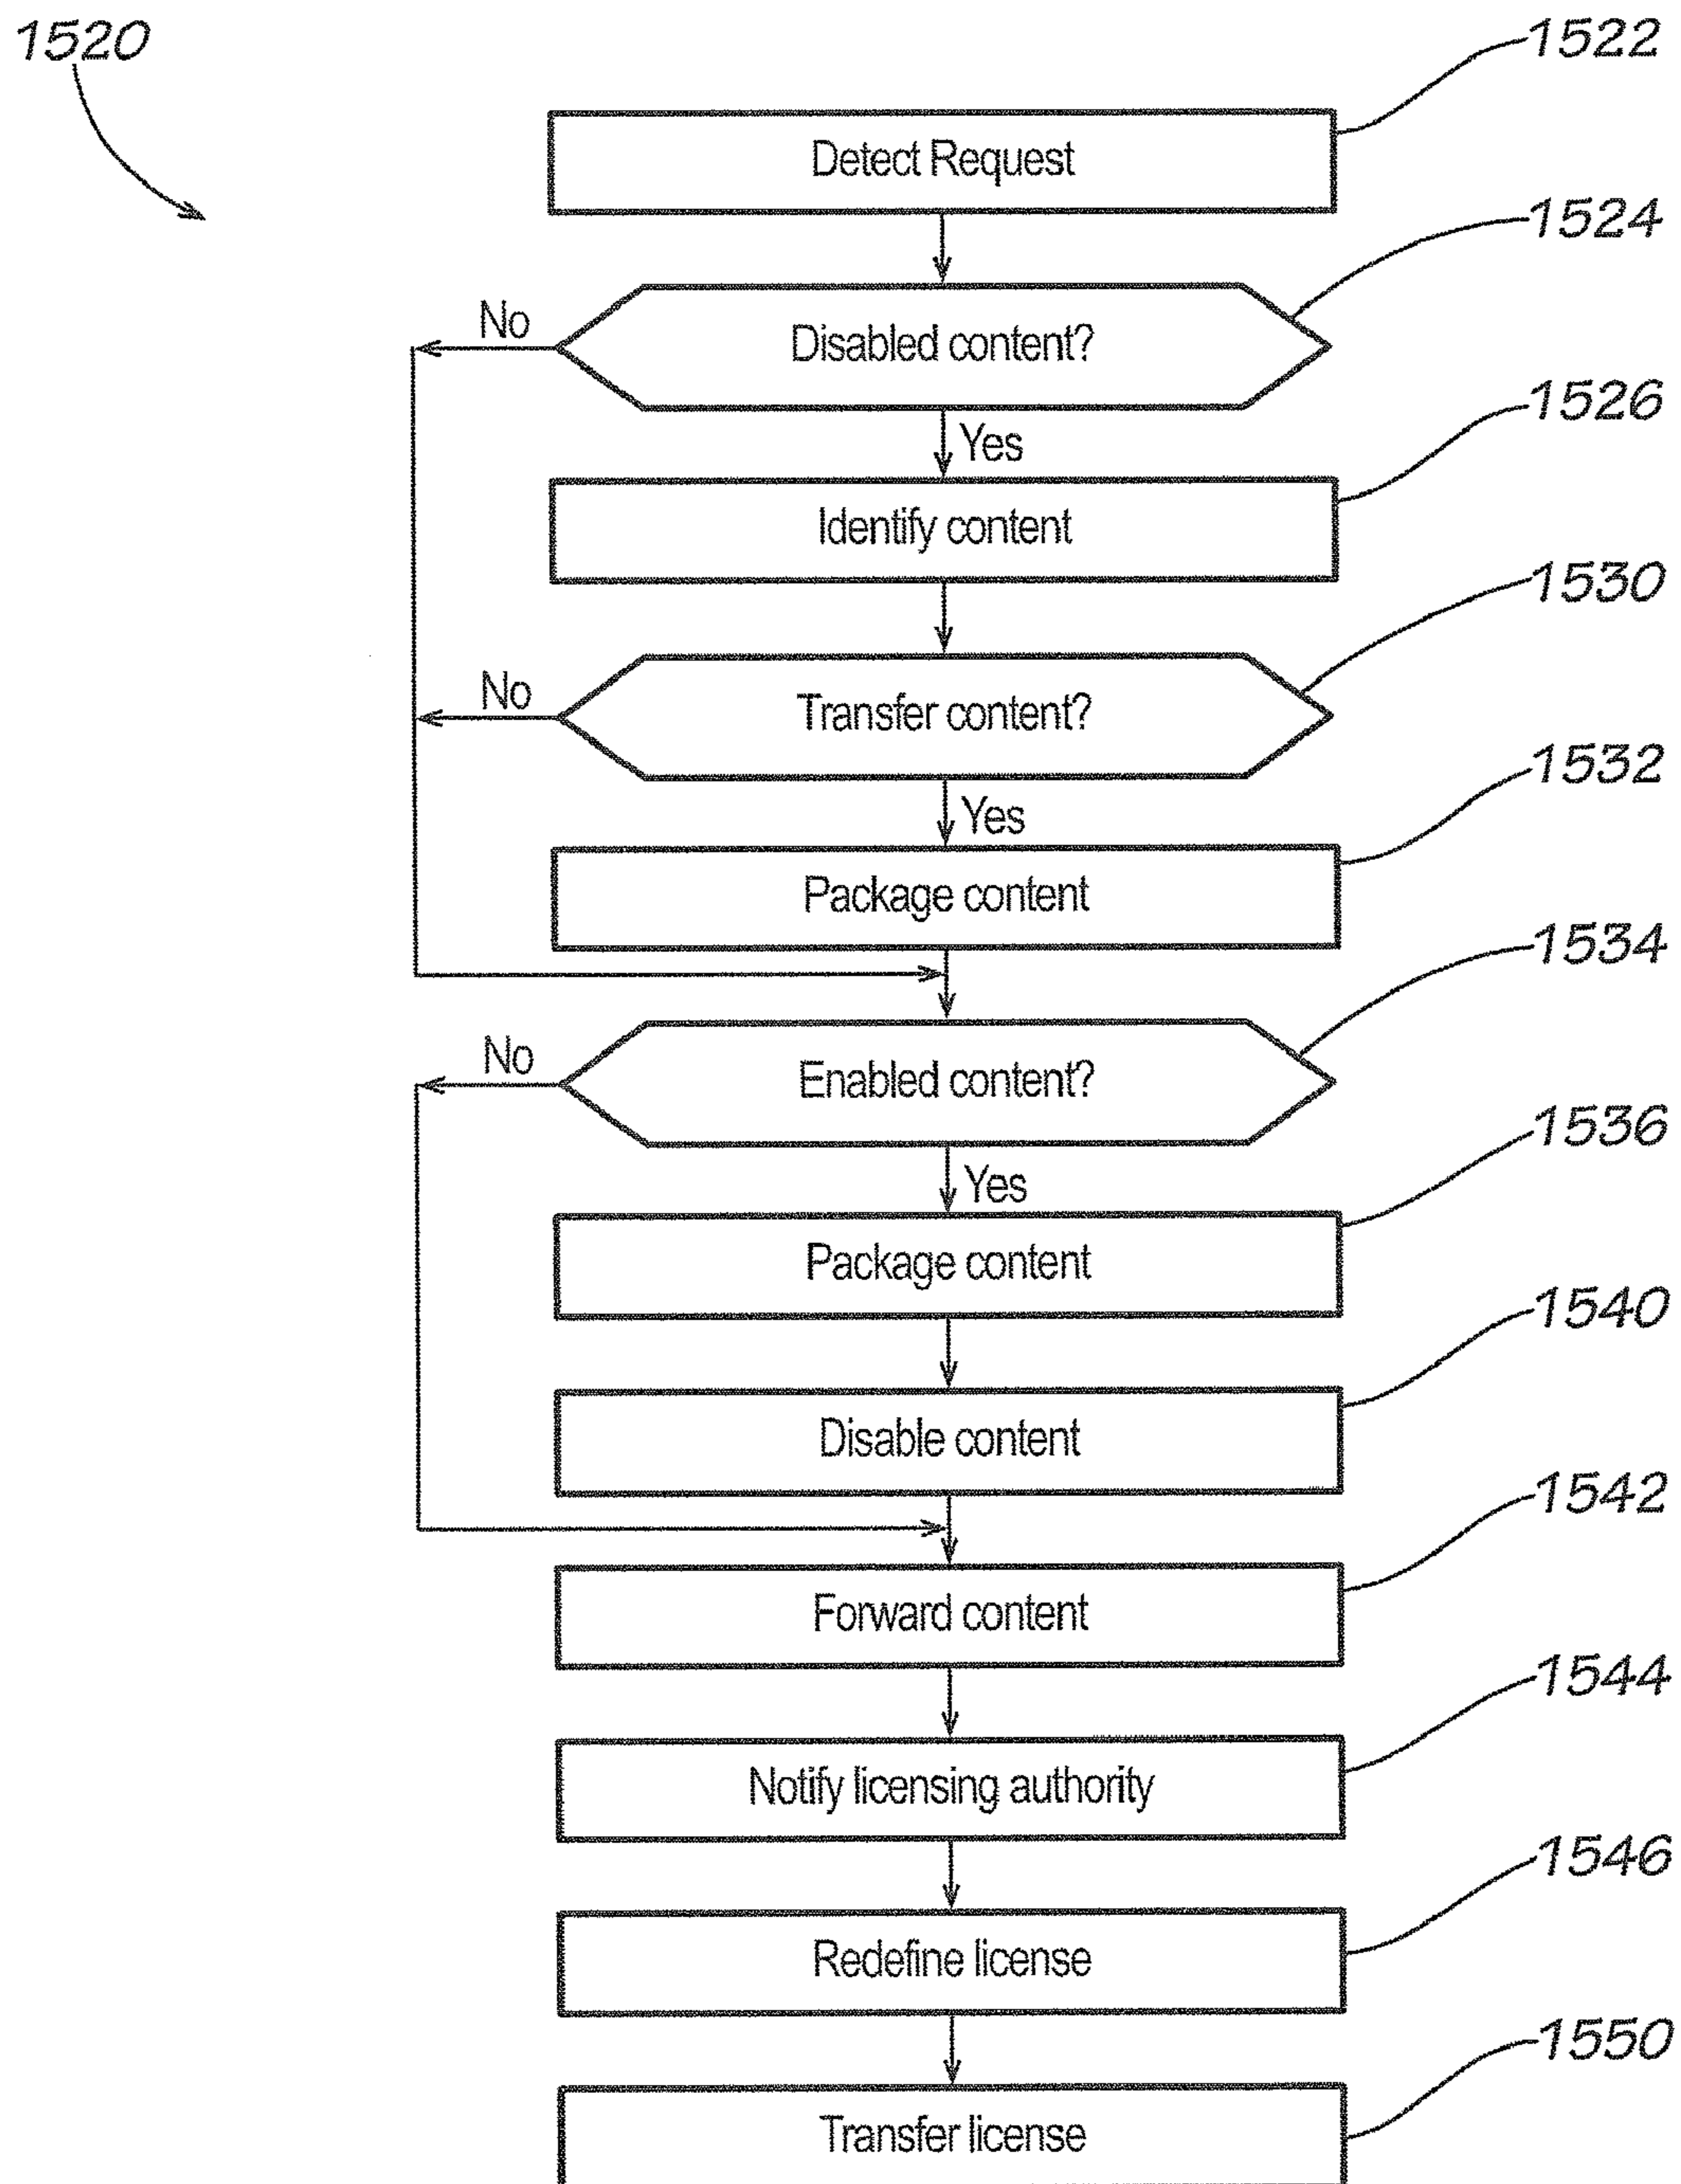 1520
1522
Detect Request
1524
No
Disabled content?
1526
Yes
Identify content
1530
No
Transfer content?
1532
Yes
Package content
1534
No
Enabled content?
1536
Yes
Package content
1540
Disable content
1542
Forward content
1544
Notify licensing authority
1546
Redefine license
1550
Transfer license